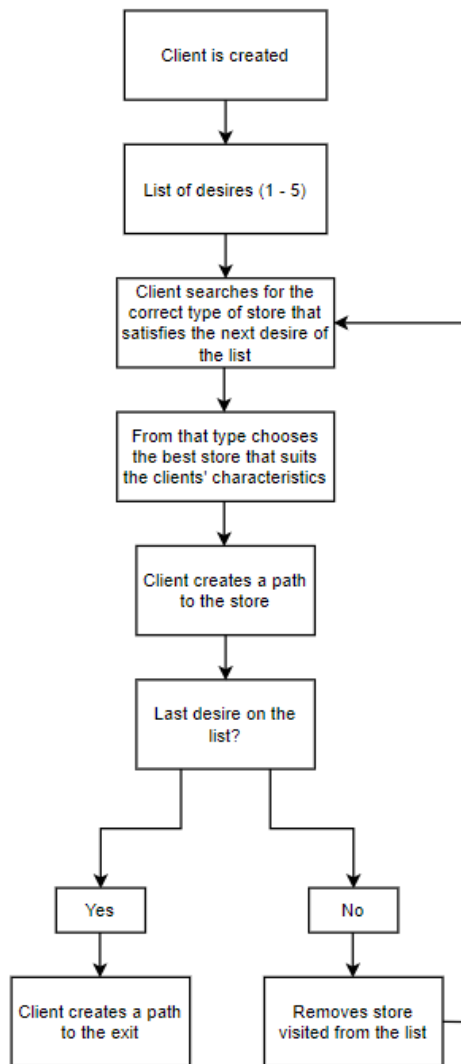 Client is created
List of desires (1 - 5)
Client searches for the
correct type of store that
satisfies the next desire of
the list
From that type chooses
the best store that suits
the clients' characteristics
Client creates a path
to the store
Last desire on the
list?
Yes
No
Client creates a path
to the exit
Removes store
visited from the list